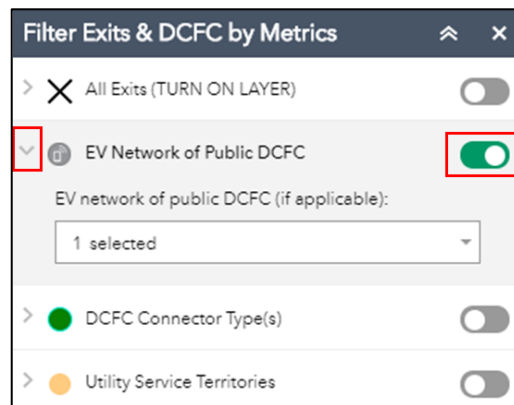 Filter Exits & DCFC by Metrics
All Exits (TURN ON LAYER)
EV Network of Public DCFC
EV network of public DCFC (if applicable):
1 selected
DCFC Connector Type(s)
Utility Service Territories